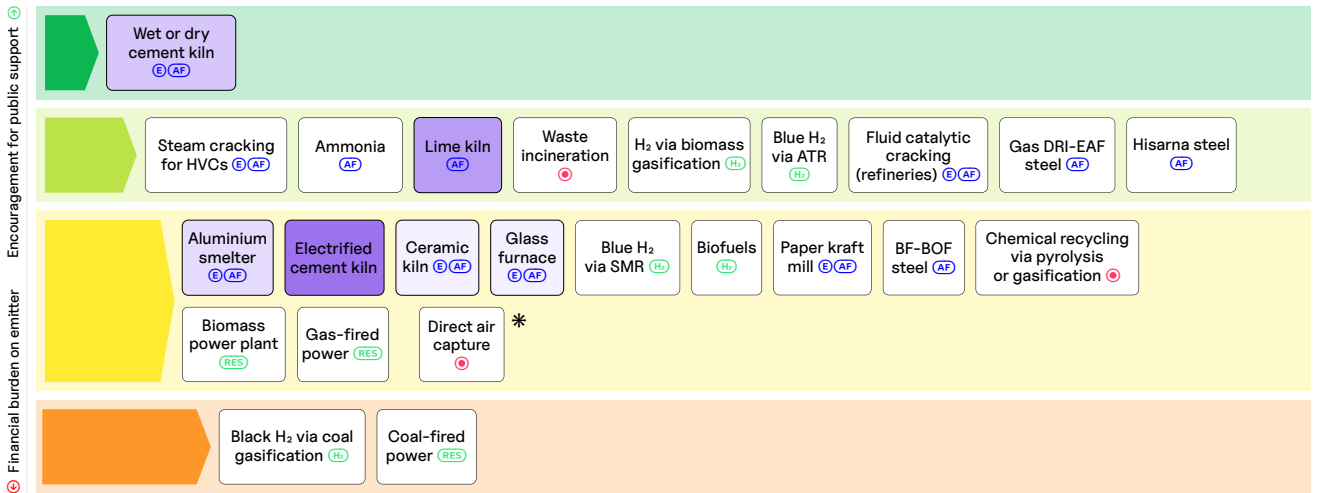 Encouragement for public support
Financial burden on emitter
Wet or dry
cement kiln
E AF
Steam cracking
for HVCs E AF
Ammonia
AF
Lime kiln
AF
Waste
incineration
H₂ via biomass
gasification H₂
Blue H₂
via ATR
H₂
Fluid catalytic
cracking
(refineries) E AF
Gas DRI-EAF
steel AF
Hisarna steel
AF
Aluminium
smelter
E AF
Electrified
cement kiln
Ceramic
kiln E AF
Glass
furnace
E AF
Blue H₂
via SMR H₂
Biofuels
H₂
Paper kraft
mill E AF
BF-BOF
steel AF
Chemical recycling
via pyrolysis
or gasification
Biomass
power plant
RES
Gas-fired
power RES
Direct air
capture
*
Black H₂ via coal
gasification H₂
Coal-fired
power RES